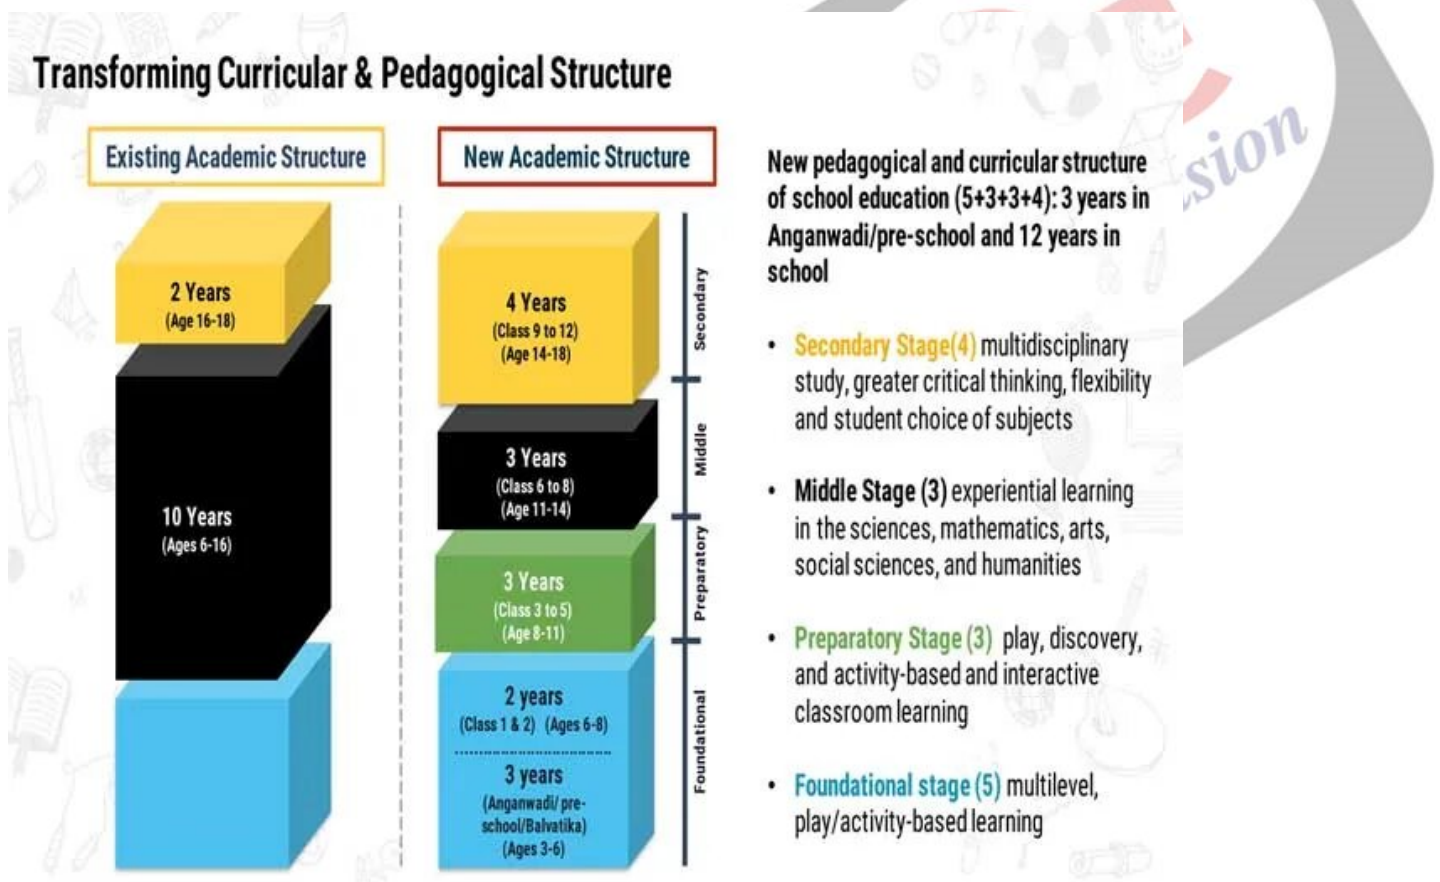 Transforming Curricular & Pedagogical Structure
Existing Academic Structure
2 Years
(Age 16-18)
10 Years
(Ages 6-16)
New Academic Structure
4 Years
(Class 9 to 12)
(Age 14-18)
3 Years
(Class 6 to 8)
(Age 11-14)
3 Years
(Class 3 to 5)
(Age 8-11)
2 years
(Class 1 & 2) (Ages 6-8)
3 years
(Anganwadi/ pre-
school/Balvatika)
(Ages 3-6)
Secondary
Middle
Preparatory
Foundational
New pedagogical and curricular structure
of school education (5+3+3+4): 3 years in
Anganwadi/pre-school and 12 years in
school
• Secondary Stage(4) multidisciplinary
study, greater critical thinking, flexibility
and student choice of subjects
• Middle Stage (3) experiential learning
in the sciences, mathematics, arts,
social sciences, and humanities
• Preparatory Stage (3) play, discovery,
and activity-based and interactive
classroom learning
• Foundational stage (5) multilevel,
play/activity-based learning